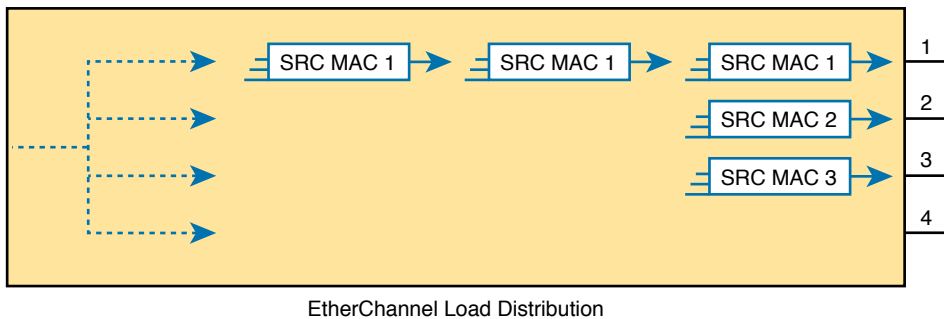 SRC MAC 1 SRC MAC 1 SRC MAC 1 1
SRC MAC 2 2
SRC MAC 3 3
4
EtherChannel Load Distribution